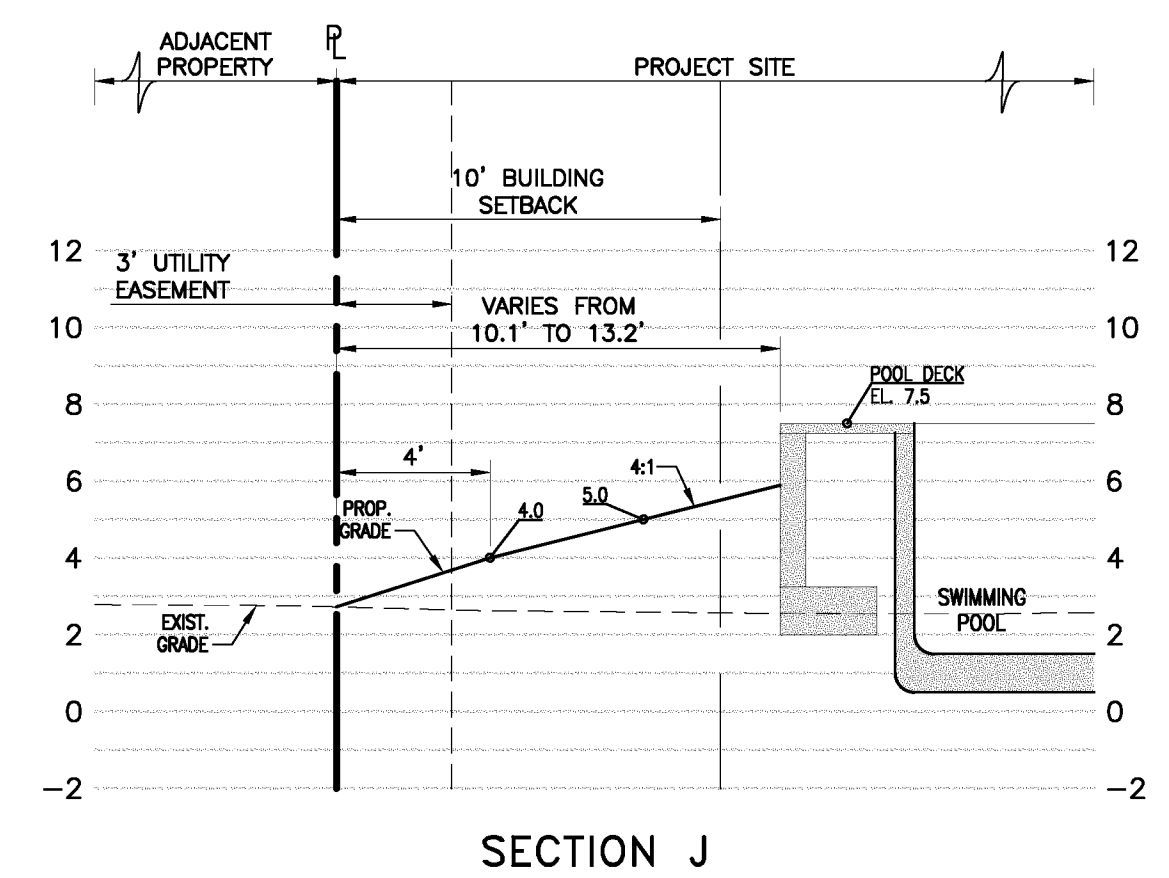 ADJACENT
PROPERTY
PL
PROJECT SITE
10' BUILDING
SETBACK
12
12
3' UTILITY
EASEMENT
VARIES FROM
10.1' TO 13.2'
10
10
POOL DECK
EL. 7.5
8
8
4'
4:1
6
6
5.0
PROP.
GRADE
4.0
4
4
EXIST.
GRADE
SWIMMING
POOL
2
2
0
0
-2
-2
SECTION J